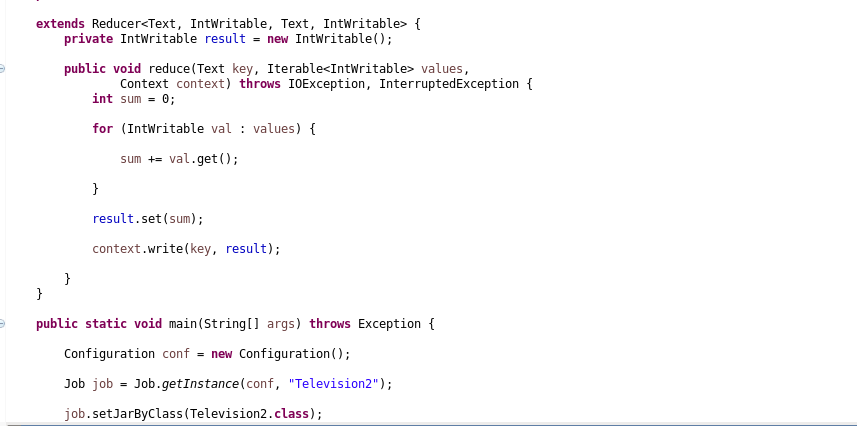 extends Reducer<Text, IntWritable, Text, IntWritable> {
private IntWritable result = new IntWritable();
public void reduce(Text key, Iterable<IntWritable> values,
Context context) throws IOException, InterruptedException {
int sum = 0;
for (IntWritable val : values) {
sum += val.get();
}
result.set(sum);
context.write(key, result);
}
}
public static void main(String[] args) throws Exception {
Configuration conf = new Configuration();
Job job = Job.getInstance(conf, "Television2");
job.setJarByClass(Television2.class);